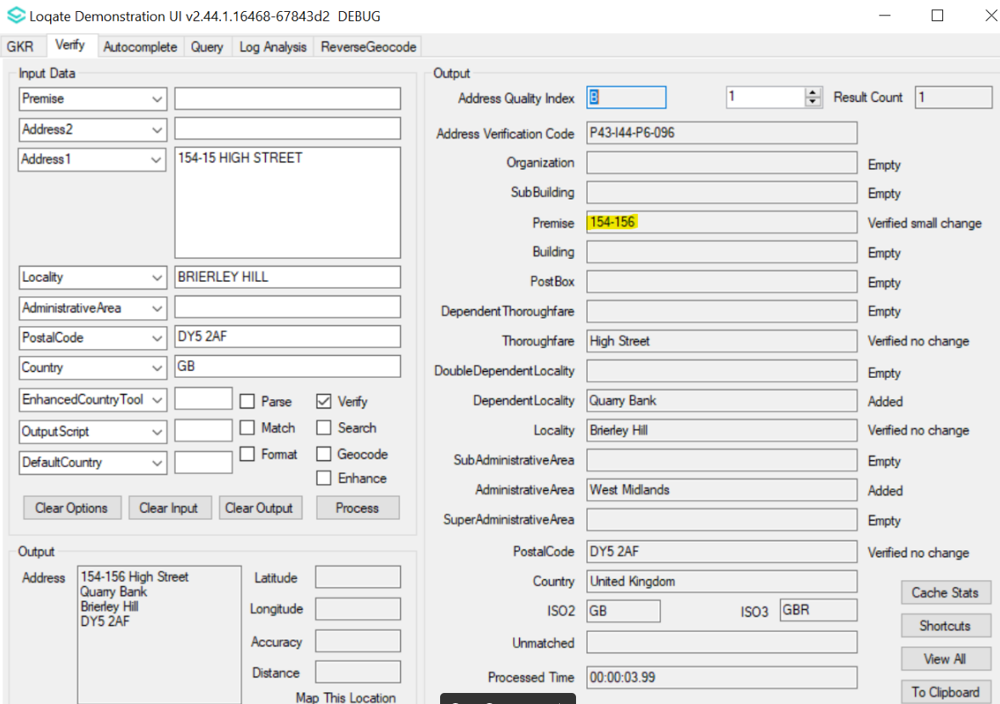 Loqate Demonstration UI v2.44.1.16468-67843d2 DEBUG
GKR Verify Autocomplete Query Log Analysis ReverseGeocode
Input Data
Premise
Address2
Address1 154-15 HIGH STREET
Locality BRIERLEY HILL
AdministrativeArea
PostalCode DY5 2AF
Country GB
EnhancedCountryTool Parse Verify
OutputScript Match Search
DefaultCountry Format Geocode
Enhance
Clear Options Clear Input Clear Output Process
Output
Address 154-156 High Street
Quarry Bank
Brierley Hill
DY5 2AF
Latitude
Longitude
Accuracy
Distance
Map This Location
Output
Address Quality Index B 1 Result Count 1
Address Verification Code P43-I44-P6-096
Organization Empty
SubBuilding Empty
Premise 154-156 Verified small change
Building Empty
PostBox Empty
DependentThoroughfare Empty
Thoroughfare High Street Verified no change
DoubleDependentLocality Empty
DependentLocality Quarry Bank Added
Locality Brierley Hill Verified no change
SubAdministrativeArea Empty
AdministrativeArea West Midlands Added
SuperAdministrativeArea Empty
PostalCode DY5 2AF Verified no change
Country United Kingdom
ISO2 GB ISO3 GBR
Unmatched
Processed Time 00:00:03.99
Cache Stats
Shortcuts
View All
To Clipboard